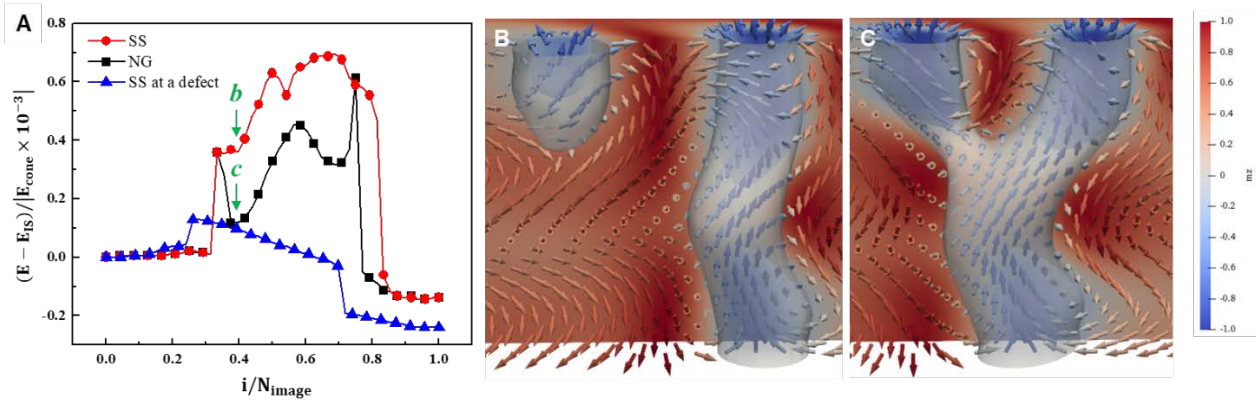 A
(E − E_IS)/|E_cone × 10^−3|
0.8
0.6
0.4
0.2
0.0
-0.2
SS
NG
SS at a defect
b
c
0.0 0.2 0.4 0.6 0.8 1.0
i/N_image
B
C
1.0
0.8
0.6
0.4
0.2
0
-0.2
-0.4
-0.6
-0.8
-1.0
mz